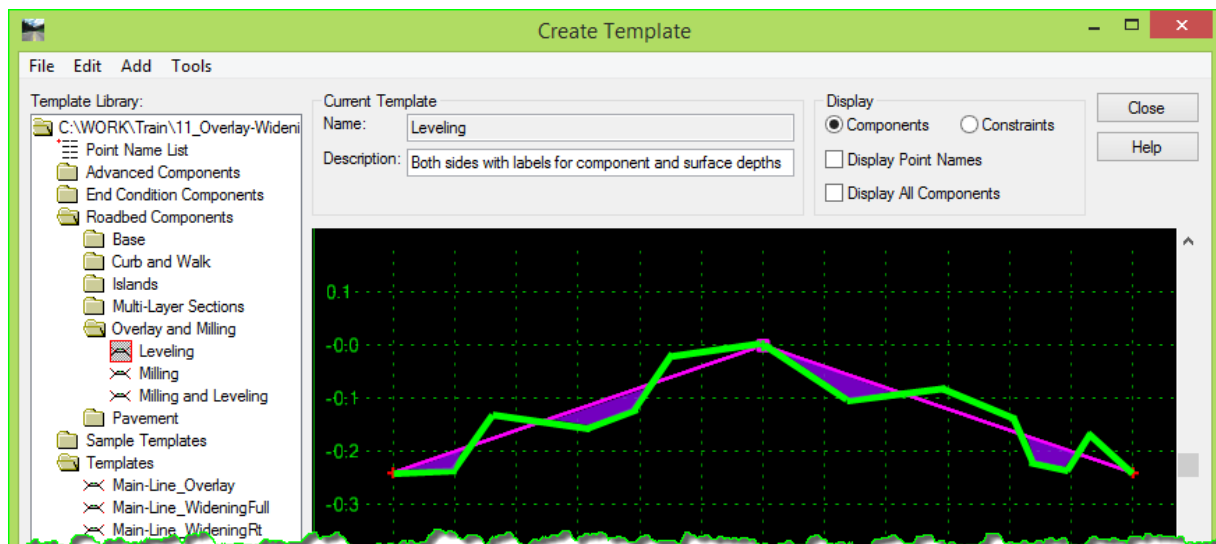 Create Template
File Edit Add Tools
Template Library:
C:\WORK\Train\11_Overlay-Wideni
Point Name List
Advanced Components
End Condition Components
Roadbed Components
Base
Curb and Walk
Islands
Multi-Layer Sections
Overlay and Milling
Leveling
Milling
Milling and Leveling
Pavement
Sample Templates
Templates
Main-Line_Overlay
Main-Line_WideningFull
Main-Line_WideningRt
Current Template
Name: Leveling
Description: Both sides with labels for component and surface depths
Display
Components Constraints
Display Point Names
Display All Components
Close
Help
0.1
-0.0
-0.1
-0.2
-0.3